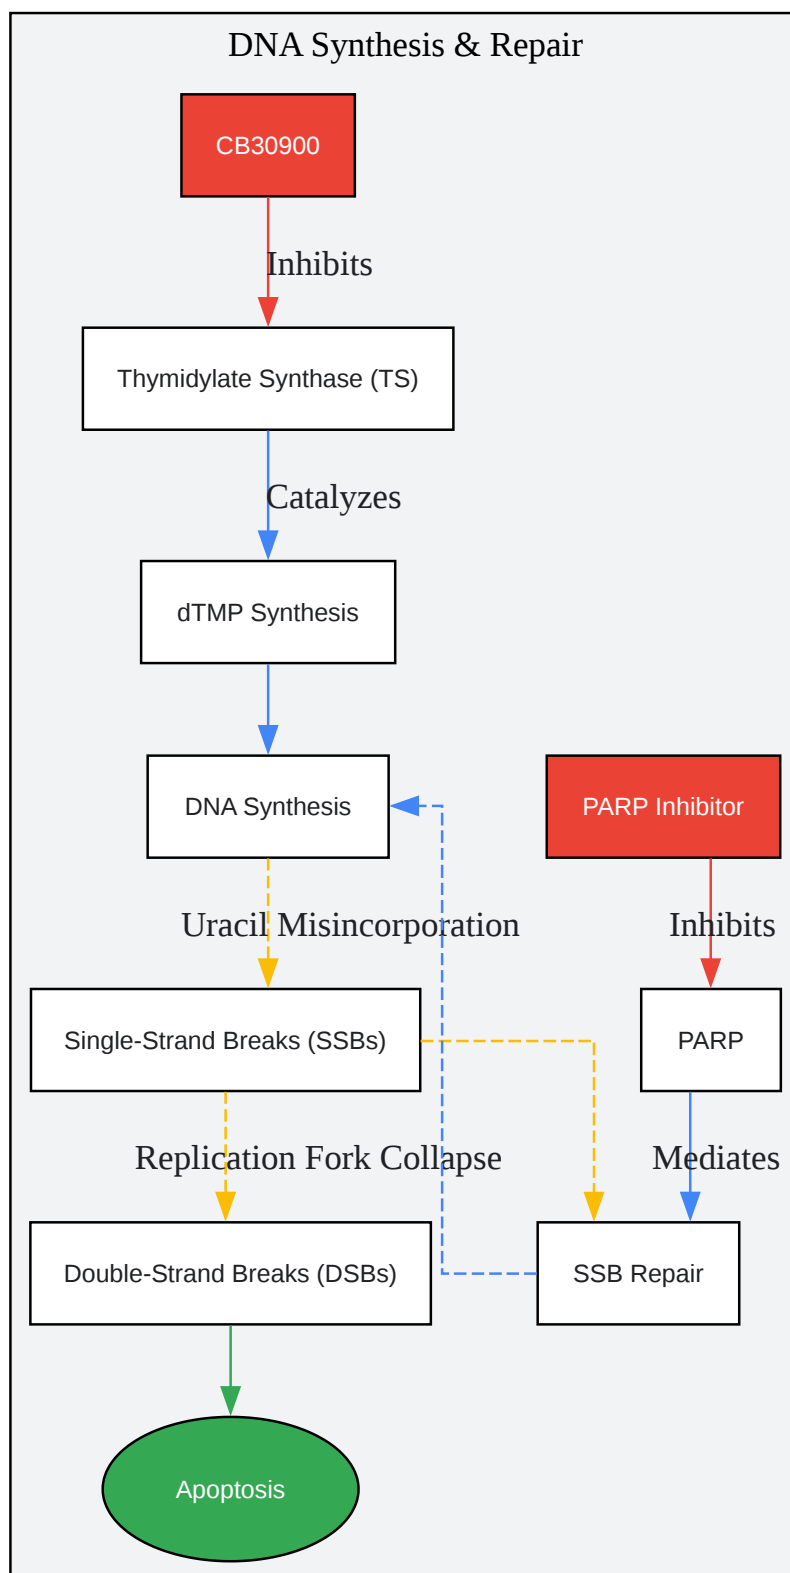 DNA Synthesis & Repair
CB30900
Inhibits
Thymidylate Synthase (TS)
Catalyzes
dTMP Synthesis
DNA Synthesis
PARP Inhibitor
Uracil Misincorporation
Inhibits
Single-Strand Breaks (SSBs)
PARP
Replication Fork Collapse
Mediates
Double-Strand Breaks (DSBs)
SSB Repair
Apoptosis